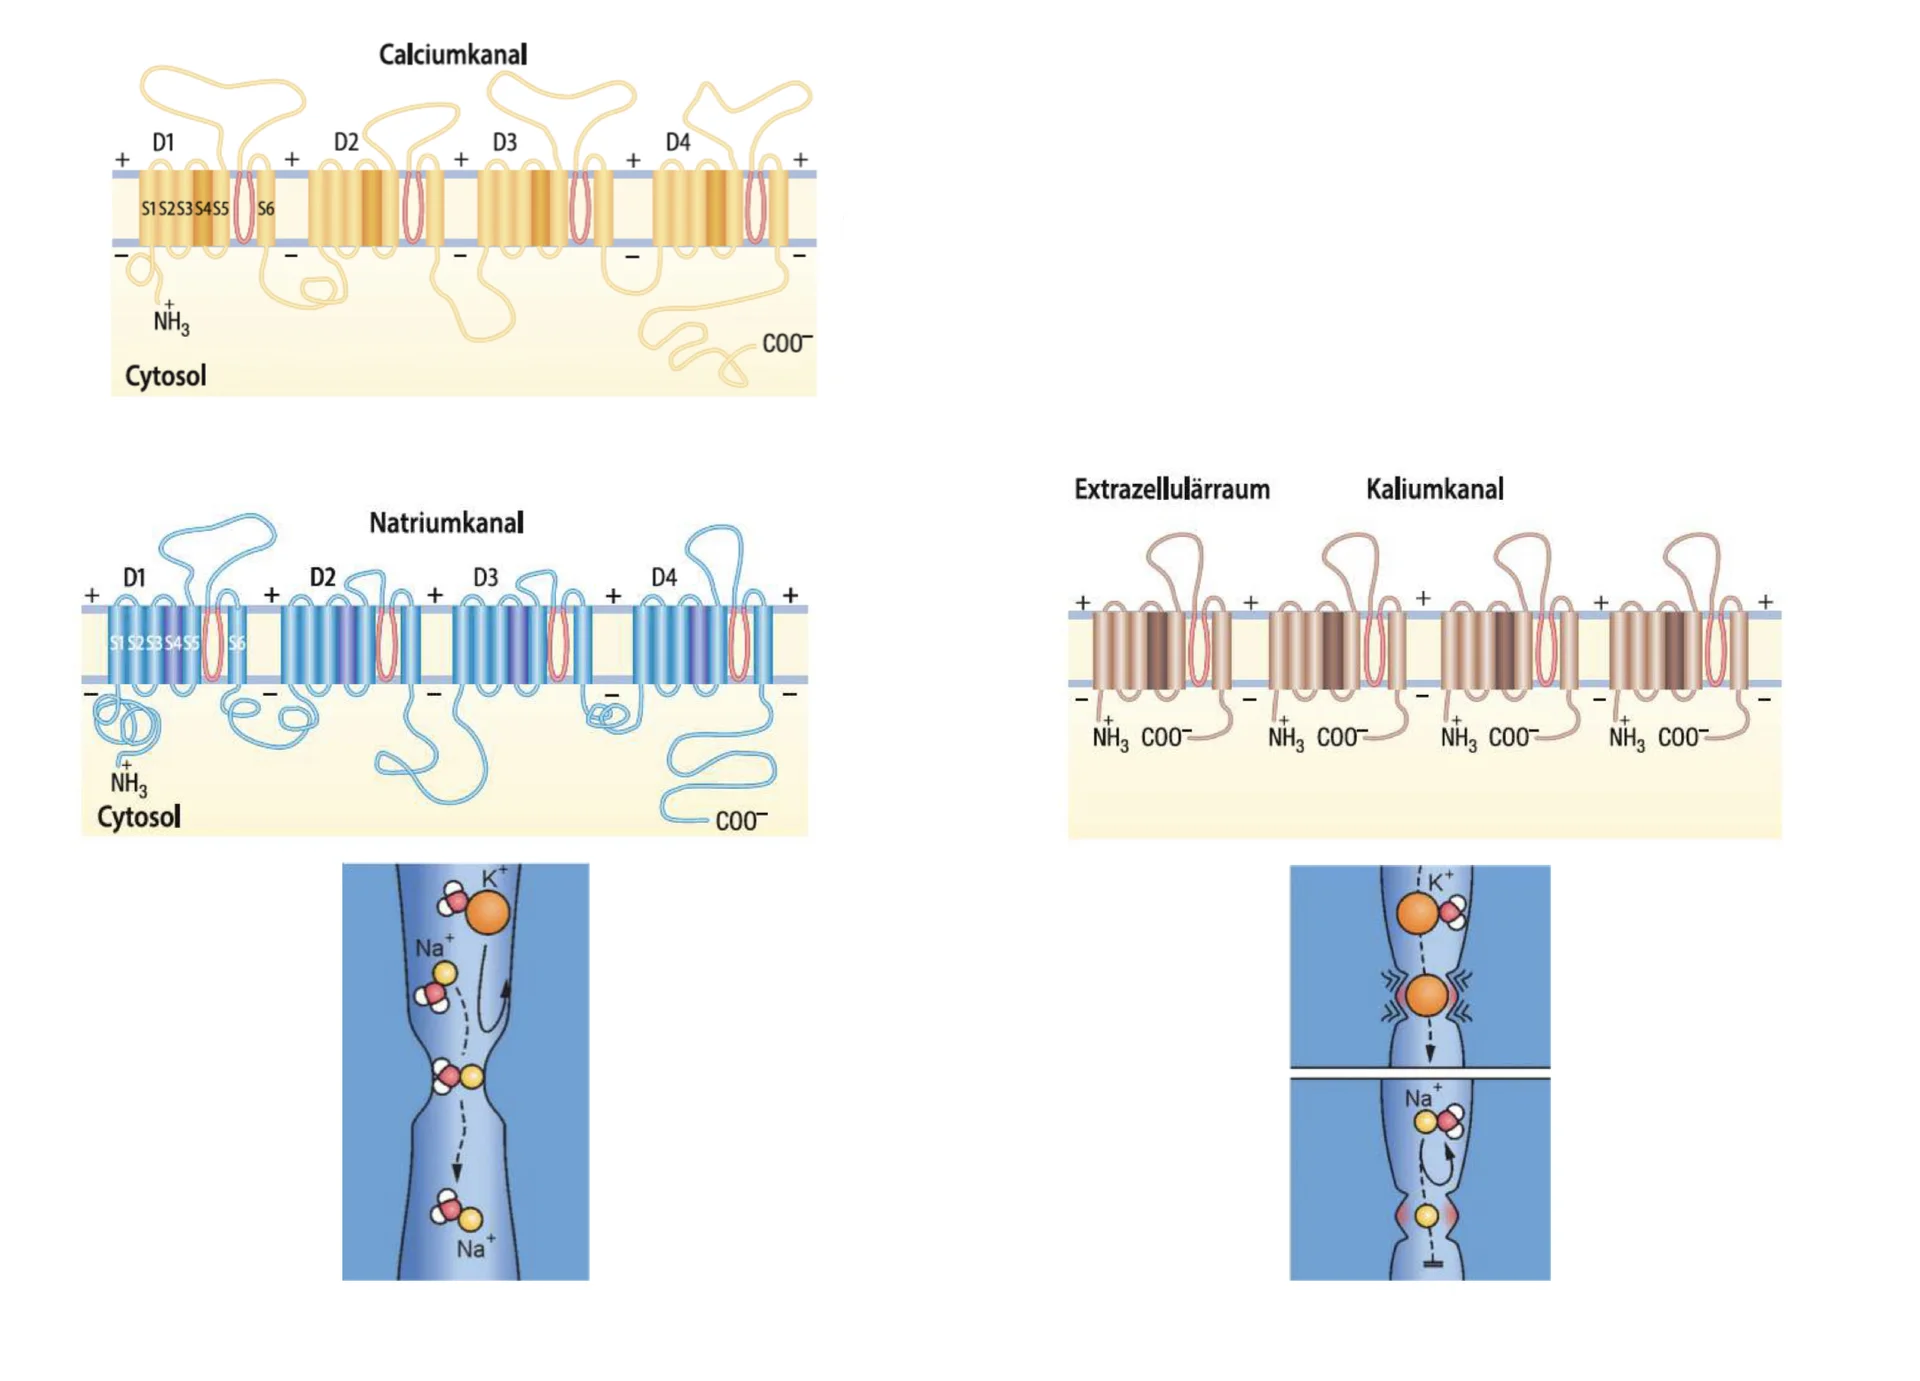 Calciumkanal
D1 D2 D3 D4
+ + + + +
S1 S2 S3 S4 S5 S6
− − − − −
+
NH3
COO−
Cytosol
Natriumkanal
D1 D2 D3 D4
+ + + + +
S1 S2 S3 S4 S5 S6
− − − − −
+
NH3
Cytosol
COO−
K+
Na+
Na+
Extrazellulärraum Kaliumkanal
+ + + + +
− − − − −
+ + + +
NH3 COO− NH3 COO− NH3 COO− NH3 COO−
K+
Na+